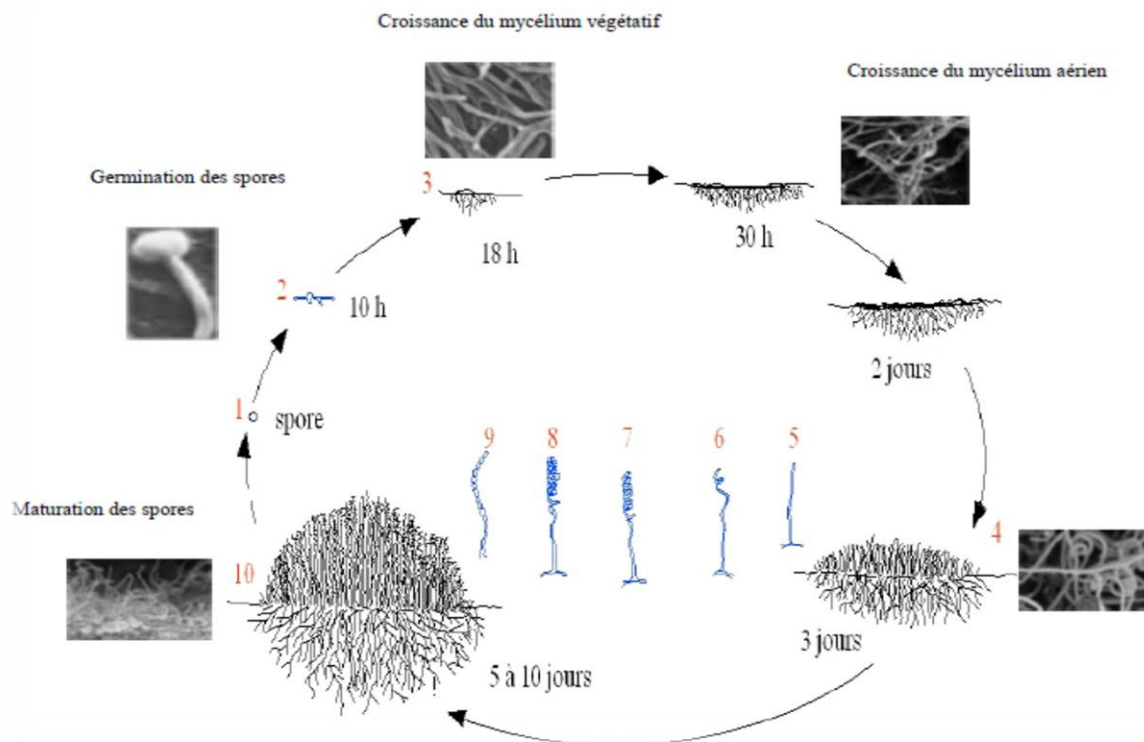 Croissance du mycélium végétatif
Croissance du mycélium aérien
Germination des spores
3
18 h
30 h
2
10 h
2 jours
1
spore
9
8
7
6
5
Maturation des spores
10
4
3 jours
5 à 10 jours